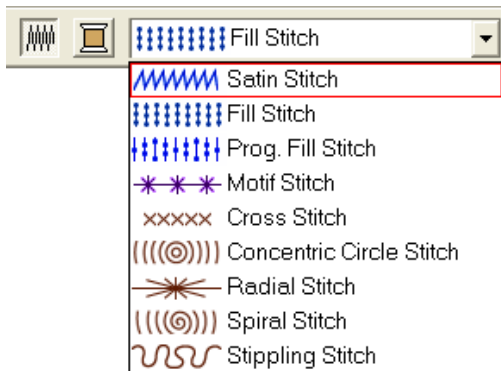 Fill Stitch
Satin Stitch
Fill Stitch
Prog. Fill Stitch
Motif Stitch
Cross Stitch
Concentric Circle Stitch
Radial Stitch
Spiral Stitch
Stippling Stitch